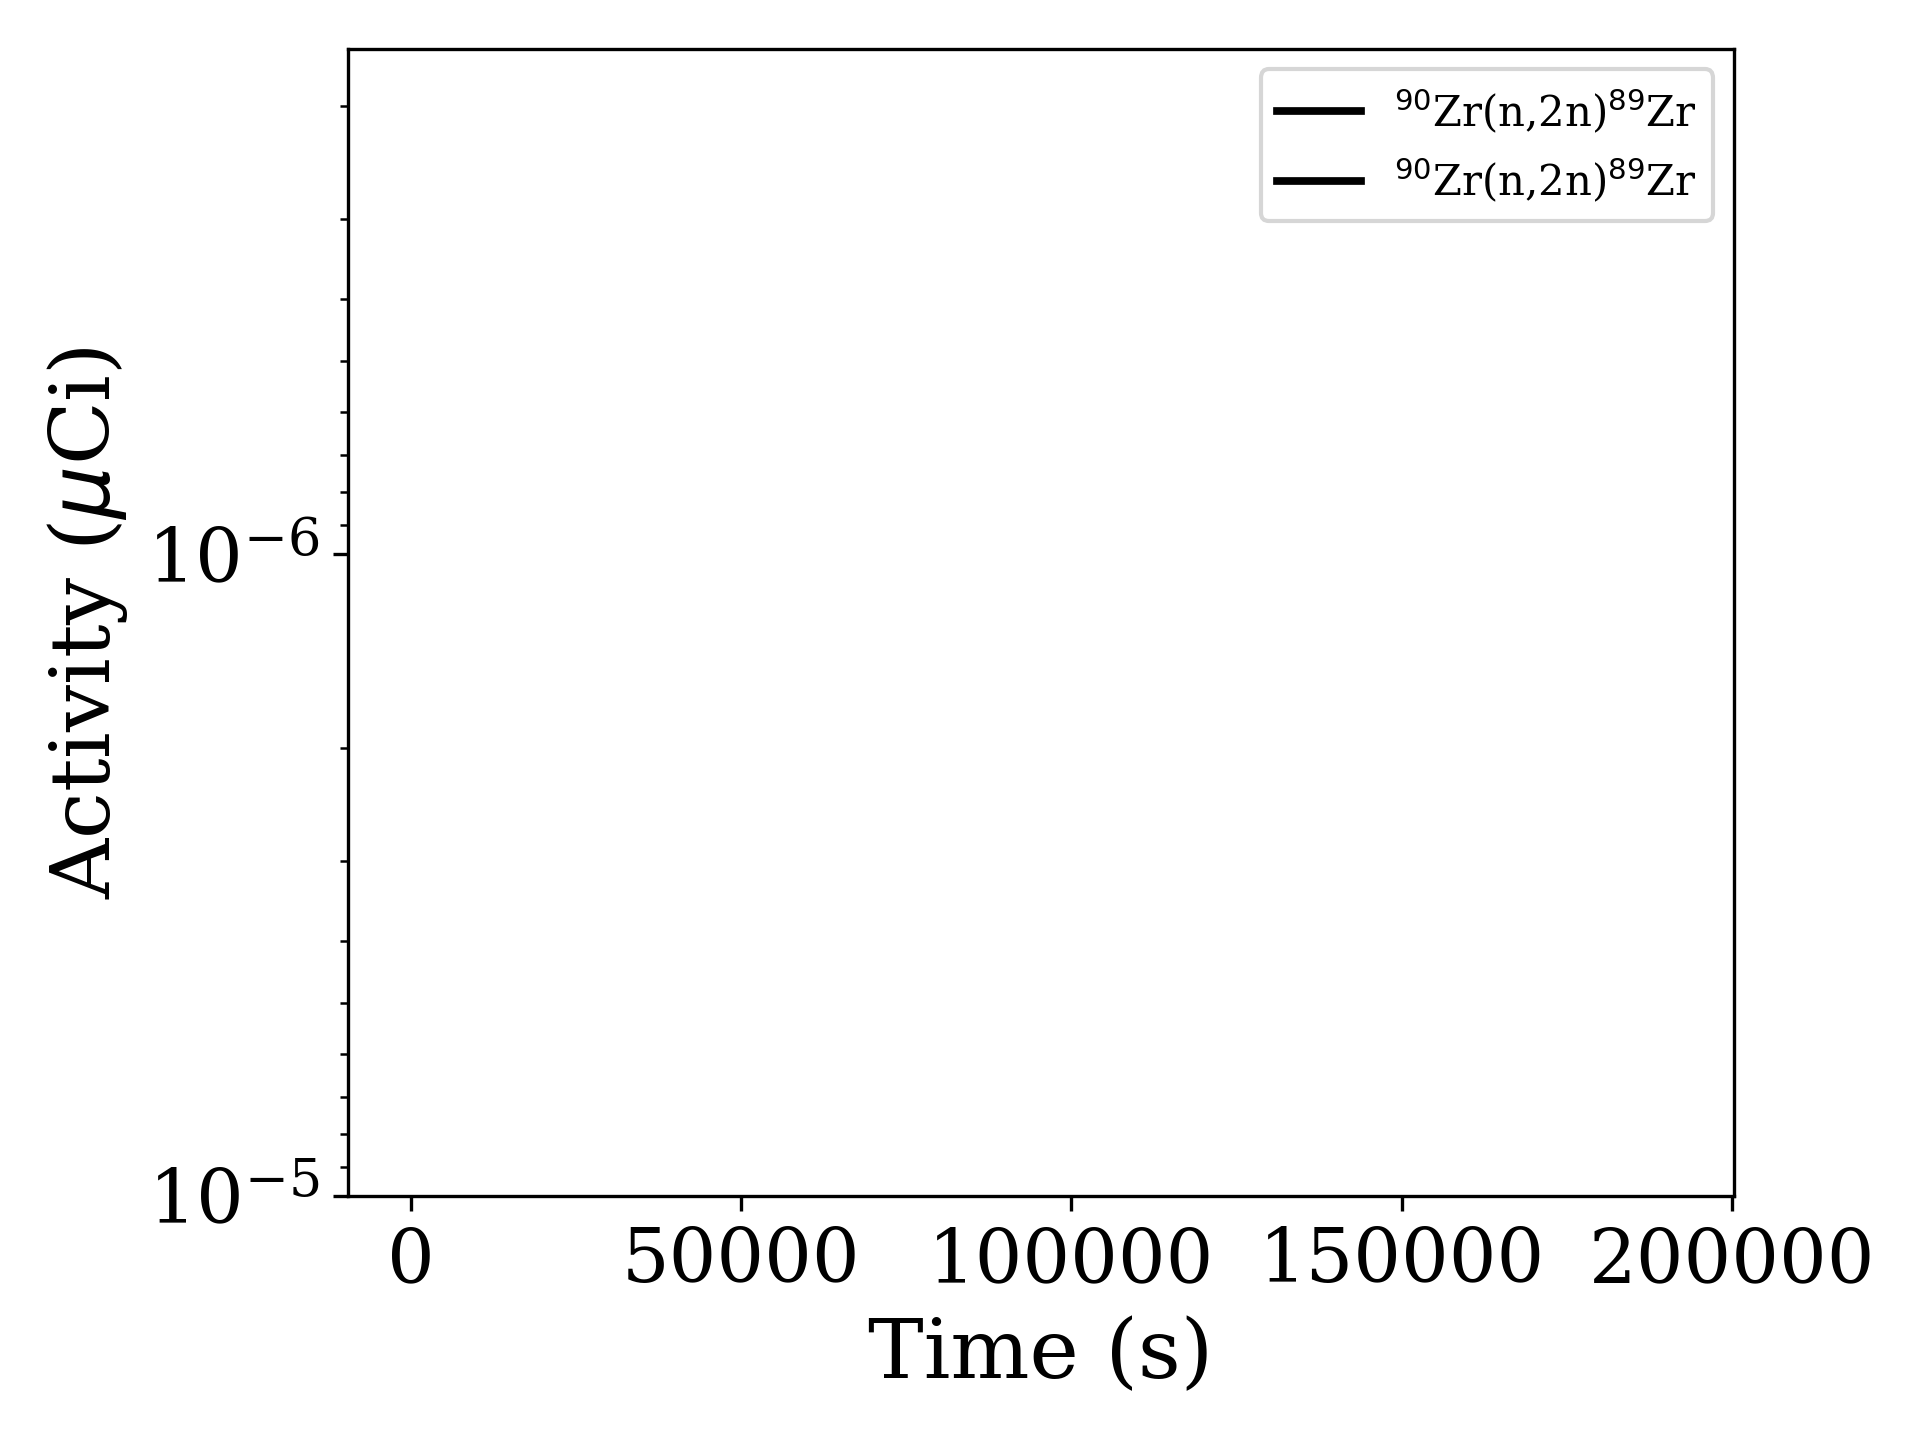 ⁹⁰Zr(n,2n)⁸⁹Zr
⁹⁰Zr(n,2n)⁸⁹Zr
Activity (μCi)
10⁻⁶
10⁻⁵
0 50000 100000 150000 200000
Time (s)